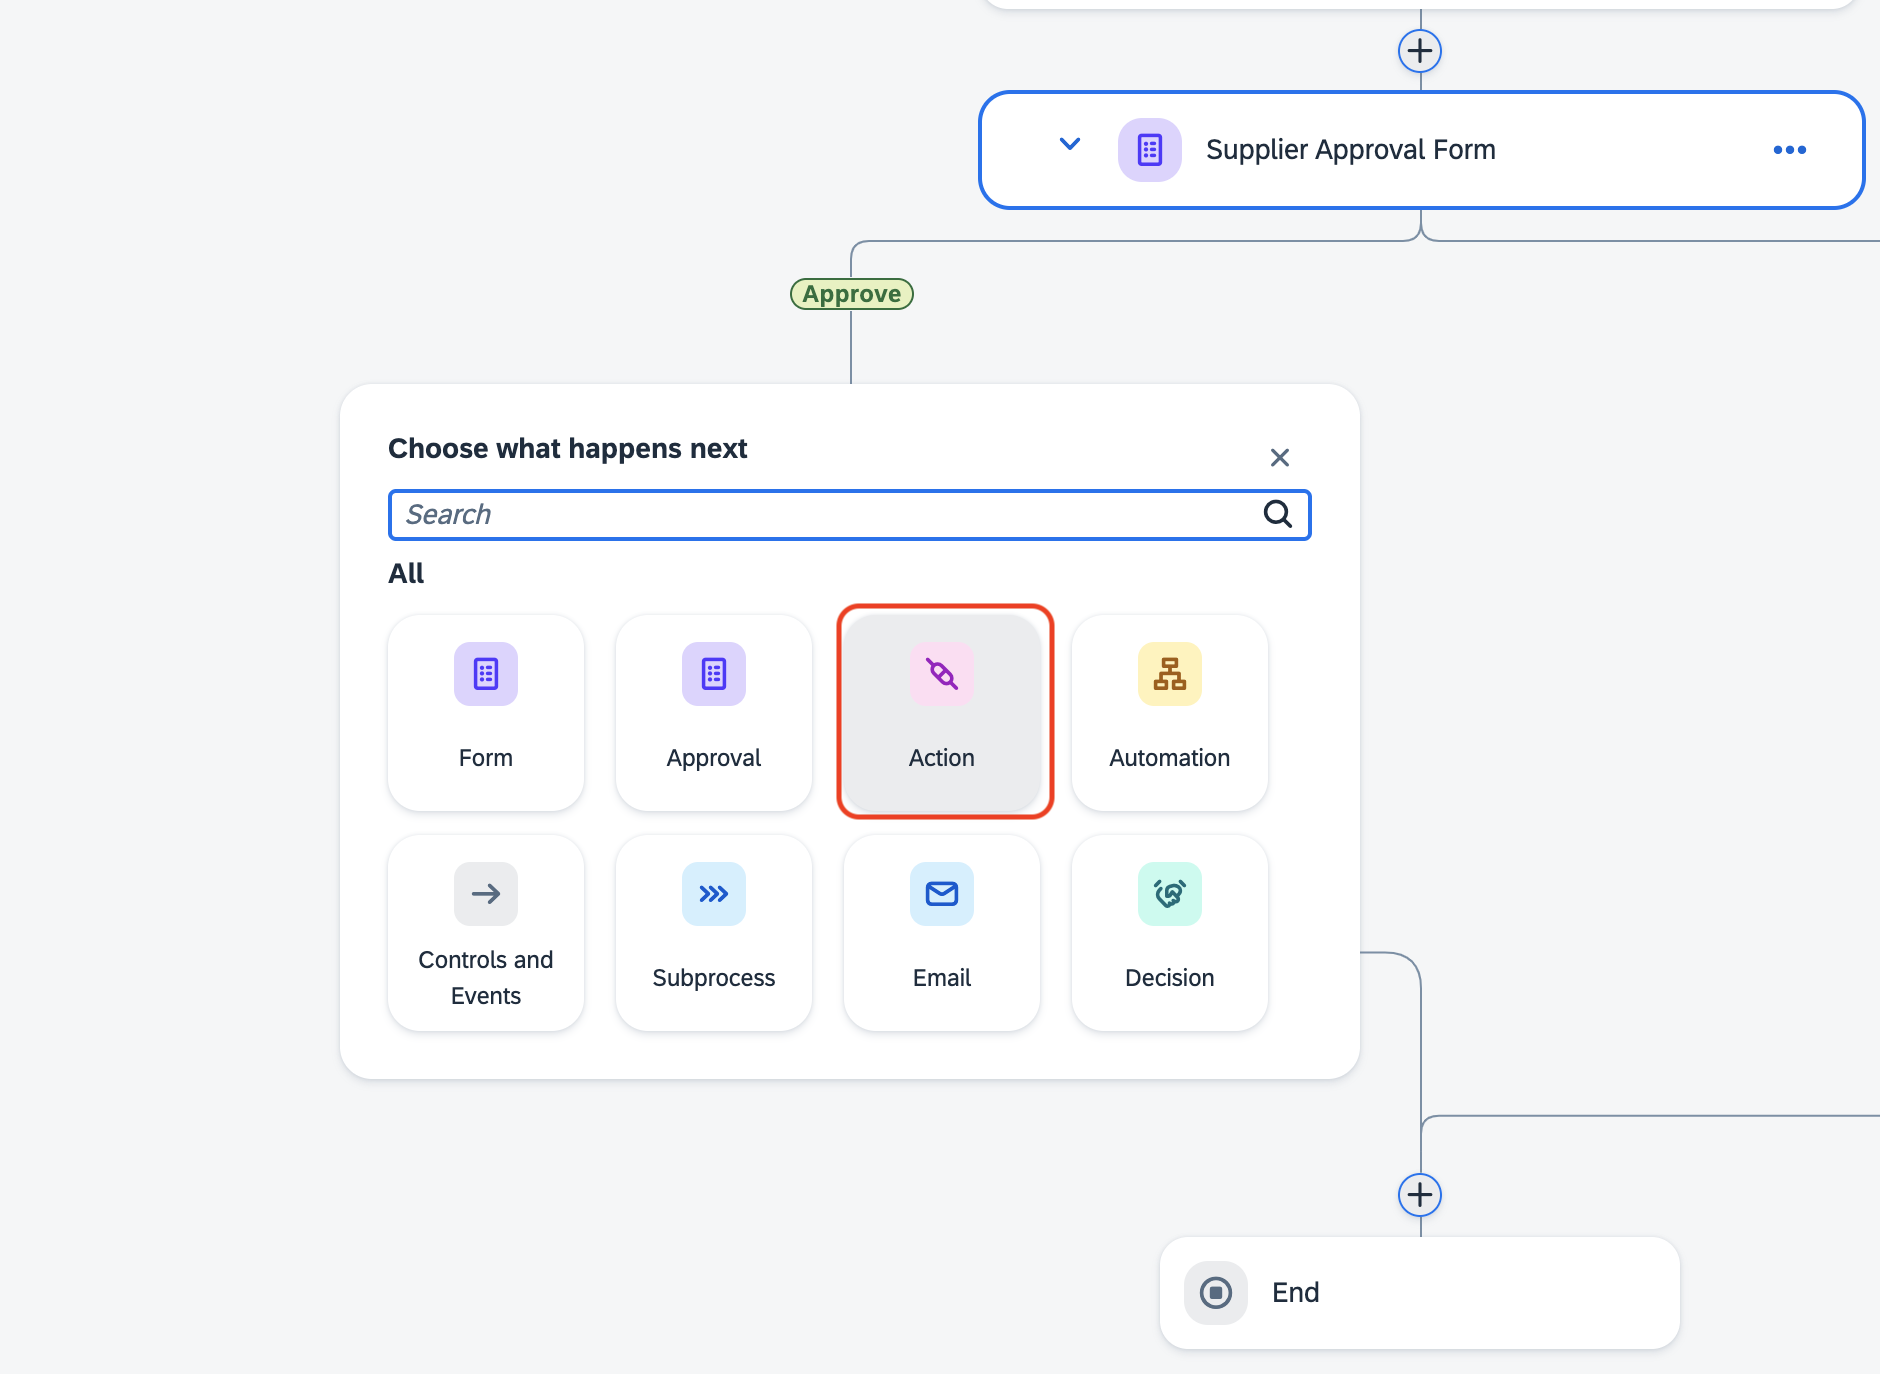 Supplier Approval Form
Approve
Choose what happens next
Search
All
Form
Approval
Action
Automation
Controls and
Events
Subprocess
Email
Decision
End